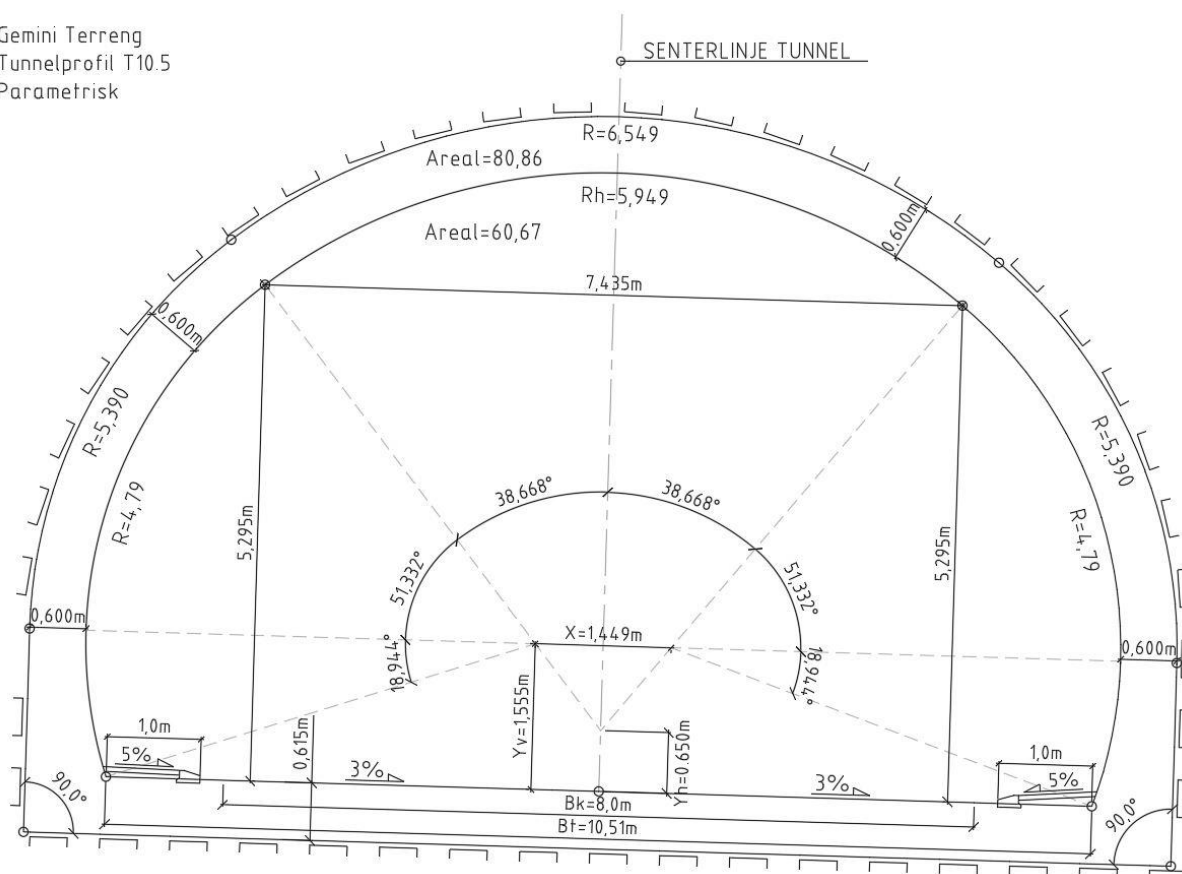 Gemini Terreng
Tunnelprofil T10.5
Parametrisk
SENTERLINJE TUNNEL
R=6,549
Areal=80,86
Rh=5,949
Areal=60,67
0,600m
7,435m
0,600m
R=5,390
R=5,390
R=4,79
R=4,79
38,668°
38,668°
5,295m
5,295m
51,332°
51,332°
0,600m
X=1,449m
0,600m
18,944°
18,944°
Yv=1,555m
Yh=0.650m
1,0m
0,615m
1,0m
5%
3%
3%
5%
90.0°
Bk=8,0m
90.0°
Bt=10,51m